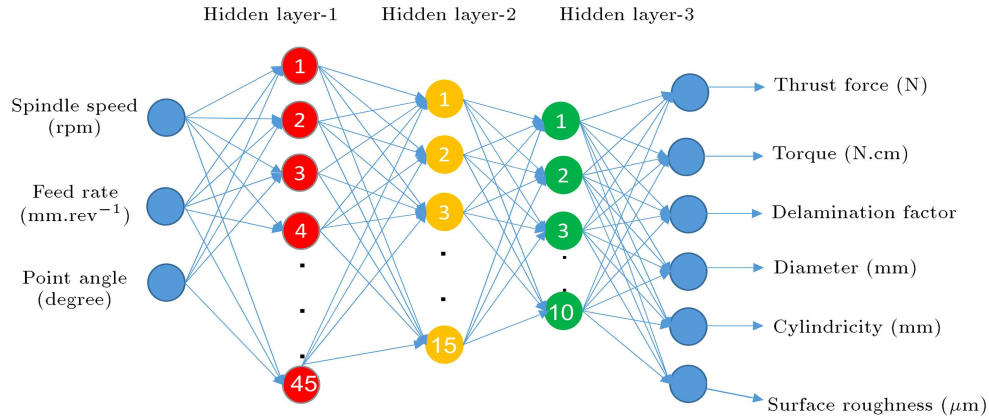 Hidden layer-1
Hidden layer-2
Hidden layer-3
Spindle speed
(rpm)
Feed rate
(mm.rev⁻¹)
Point angle
(degree)
1
2
3
4
45
1
2
3
15
1
2
3
10
Thrust force (N)
Torque (N.cm)
Delamination factor
Diameter (mm)
Cylindricity (mm)
Surface roughness (μm)